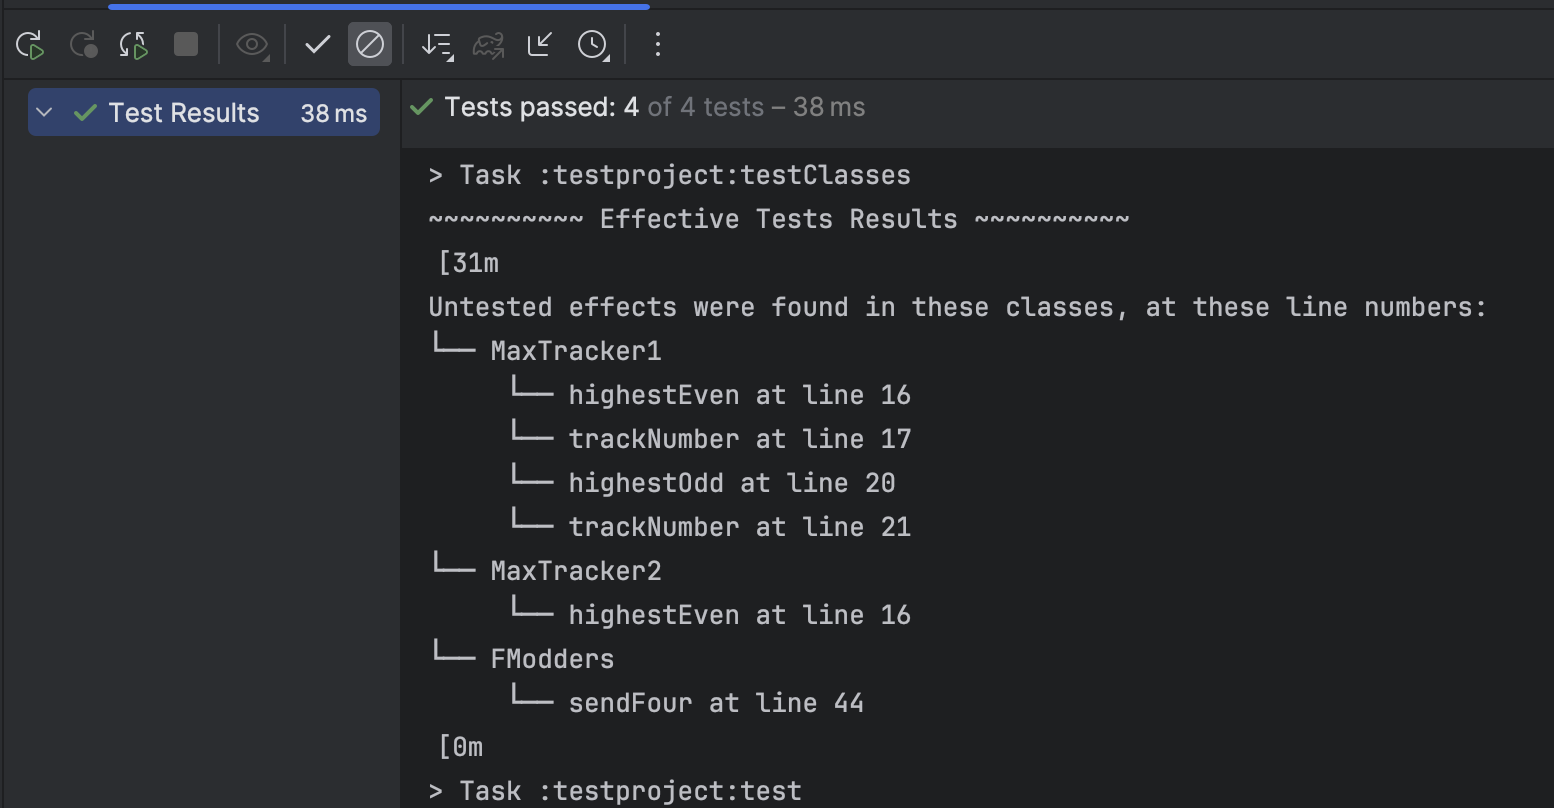 Test Results 38 ms
Tests passed: 4 of 4 tests – 38 ms
> Task :testproject:testClasses
~~~~~~~~~~ Effective Tests Results ~~~~~~~~~~
[31m
Untested effects were found in these classes, at these line numbers:
└── MaxTracker1
└── highestEven at line 16
└── trackNumber at line 17
└── highestOdd at line 20
└── trackNumber at line 21
└── MaxTracker2
└── highestEven at line 16
└── FModders
└── sendFour at line 44
[0m
> Task :testproject:test